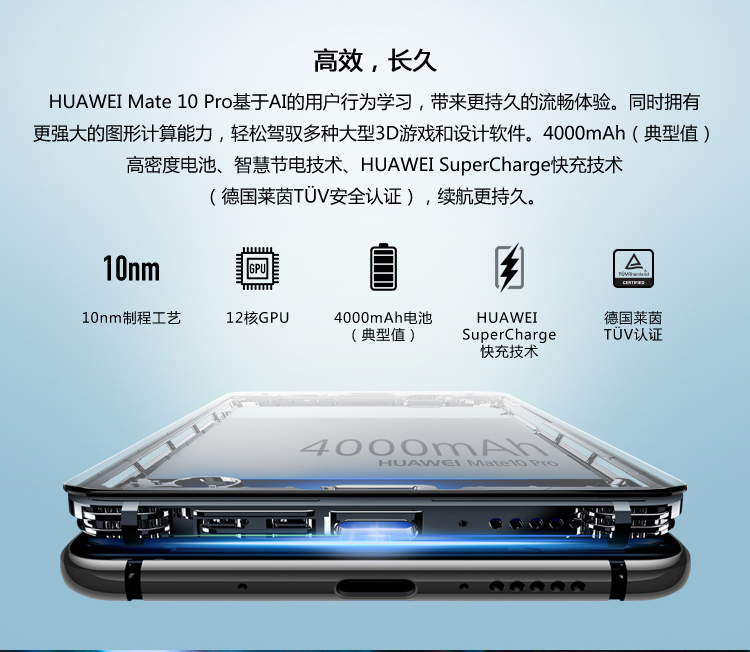 高效，长久
HUAWEI Mate 10 Pro基于AI的用户行为学习，带来更持久的流畅体验。同时拥有
更强大的图形计算能力，轻松驾驭多种大型3D游戏和设计软件。4000mAh（典型值）
高密度电池、智慧节电技术、HUAWEI SuperCharge快充技术
（德国莱茵TÜV安全认证），续航更持久。
10nm
GPU
TÜVRheinland
CERTIFIED
10nm制程工艺
12核GPU
4000mAh电池
（典型值）
HUAWEI
SuperCharge
快充技术
德国莱茵
TÜV认证
4000mAh
HUAWEI Mate10 Pro